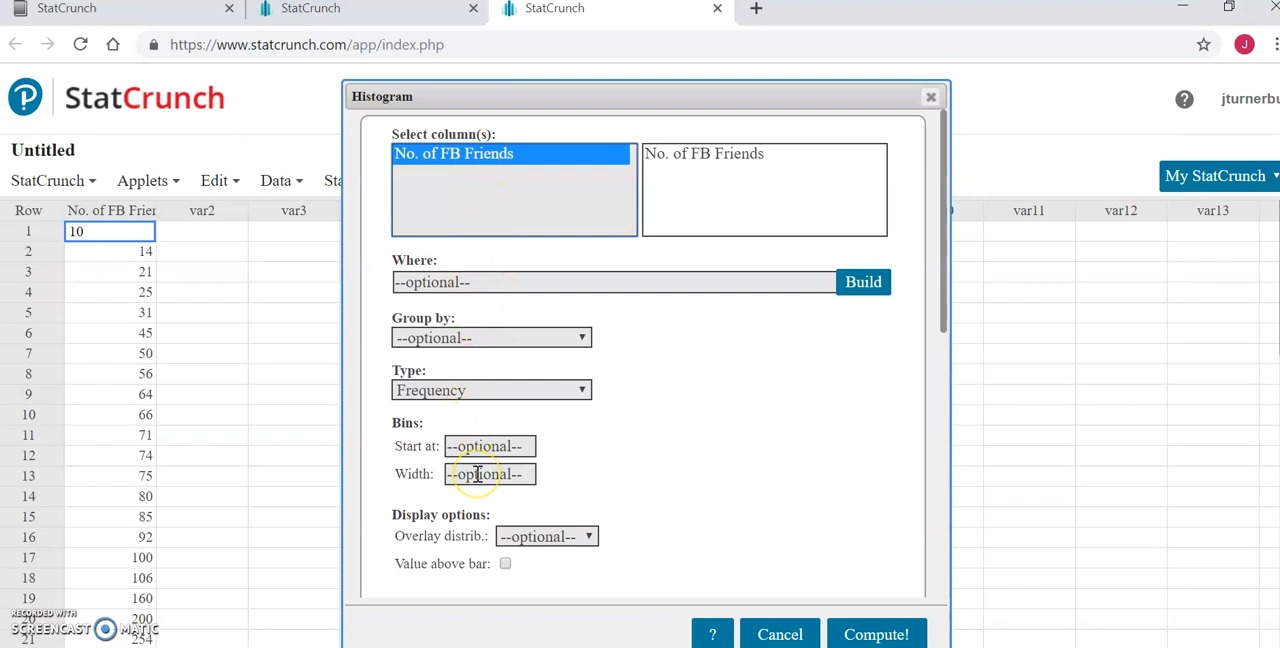 StatCrunch StatCrunch StatCrunch
https://www.statcrunch.com/app/index.php J
P StatCrunch jturnerbu
Untitled
StatCrunch Applets Edit Data Sta My StatCrunch
Row No. of FB Frier var2 var3 var11 var12 var13
1 10
2 14
3 21
4 25
5 31
6 45
7 50
8 56
9 64
10 66
11 71
12 74
13 75
14 80
15 85
16 92
17 100
18 106
19 160
20 200
21 254
RECORDED WITH
SCREENCAST MATIC
Histogram
Select column(s):
No. of FB Friends No. of FB Friends
Where:
--optional-- Build
Group by:
--optional--
Type:
Frequency
Bins:
Start at: --optional--
Width: --optional--
Display options:
Overlay distrib.: --optional--
Value above bar:
? Cancel Compute!